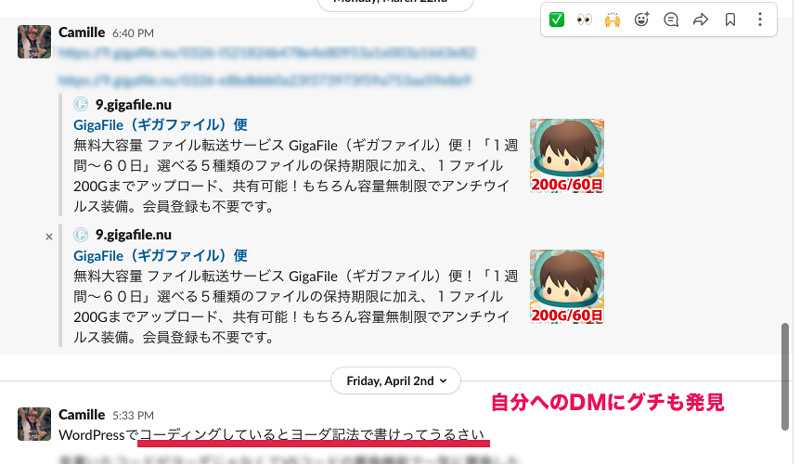 Monday, March 22nd
Camille 6:40 PM
9.gigafile.nu
GigaFile（ギガファイル）便
無料大容量 ファイル転送サービス GigaFile（ギガファイル）便！「１週
間～６０日」選べる５種類のファイルの保持期限に加え、１ファイル
200Gまでアップロード、共有可能！もちろん容量無制限でアンチウイ
ルス装備。会員登録も不要です。
200G/60日
9.gigafile.nu
GigaFile（ギガファイル）便
無料大容量 ファイル転送サービス GigaFile（ギガファイル）便！「１週
間～６０日」選べる５種類のファイルの保持期限に加え、１ファイル
200Gまでアップロード、共有可能！もちろん容量無制限でアンチウイ
ルス装備。会員登録も不要です。
200G/60日
Friday, April 2nd
自分へのDMにグチも発見
Camille 5:33 PM
WordPressでコーディングしているとヨーダ記法で書けってうるさい